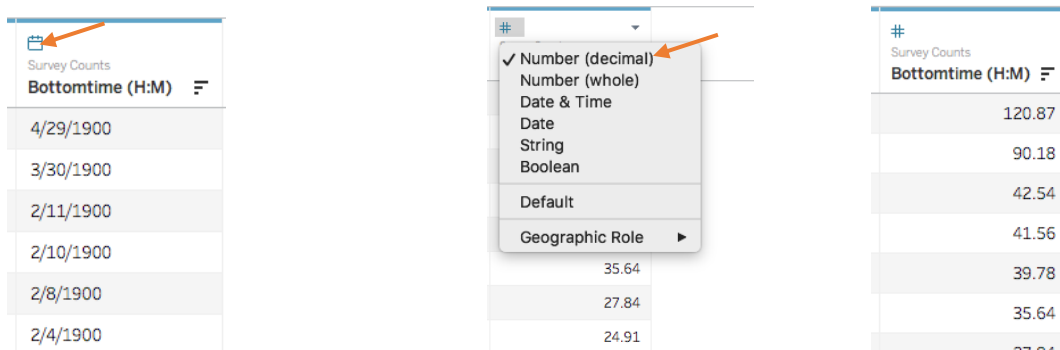 Survey Counts
Bottomtime (H:M)
4/29/1900
3/30/1900
2/11/1900
2/10/1900
2/8/1900
2/4/1900
#
✓ Number (decimal)
Number (whole)
Date & Time
Date
String
Boolean
Default
Geographic Role
35.64
27.84
24.91
#
Survey Counts
Bottomtime (H:M)
120.87
90.18
42.54
41.56
39.78
35.64